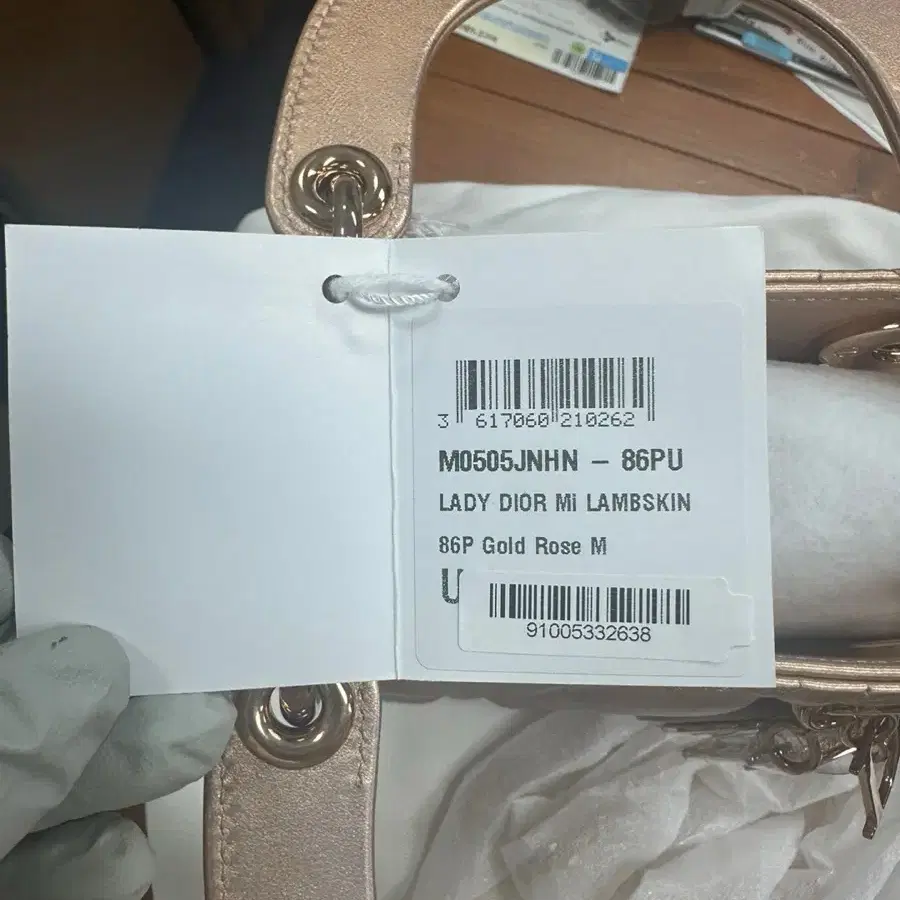 3 617060 210262
M0505JNHN – 86PU
LADY DIOR Mi LAMBSKIN
86P Gold Rose M
U
91005332638